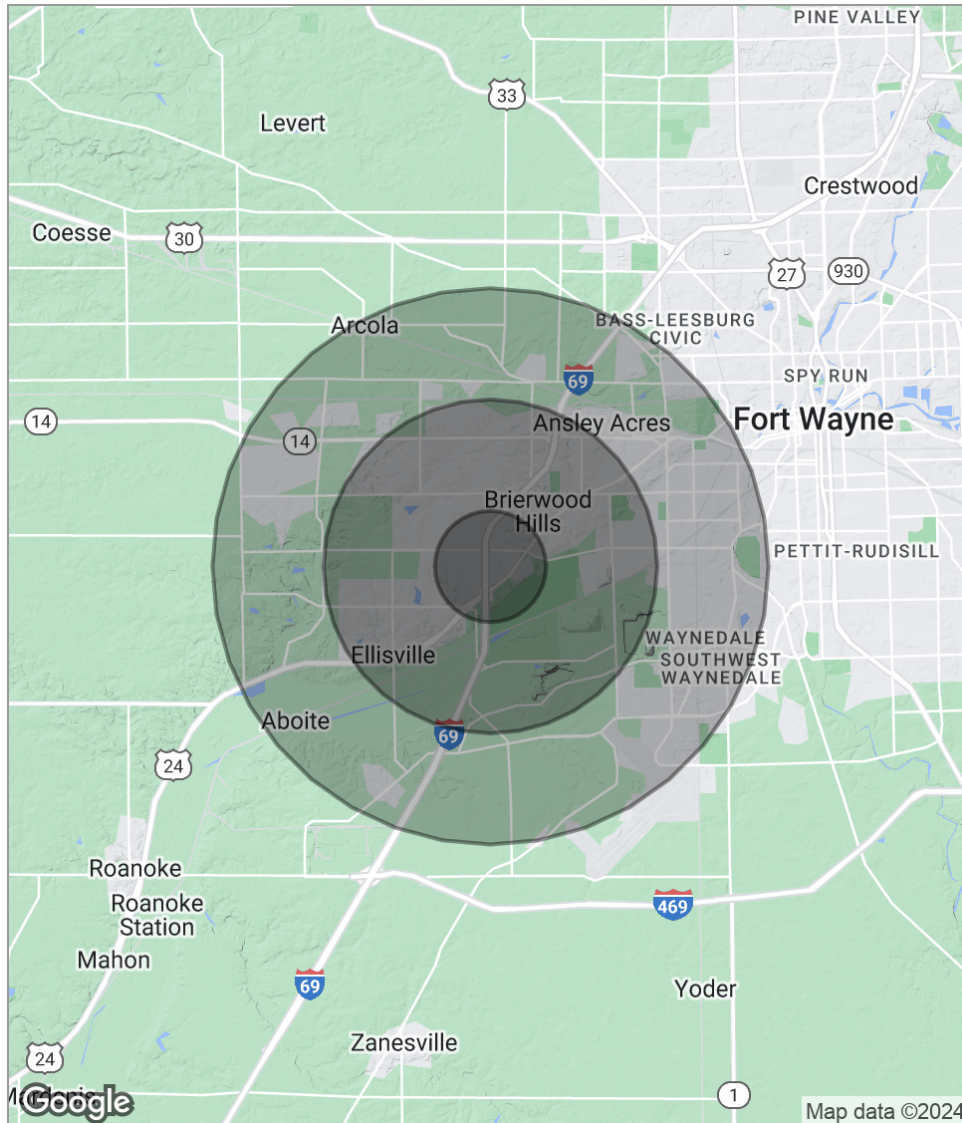 PINE VALLEY
33
Levert
Crestwood
Coesse
30
27
930
Arcola
BASS-LEESBURG
CIVIC
69
SPY RUN
14
Ansley Acres
Fort Wayne
14
Brierwood
Hills
PETTIT-RUDISILL
WAYNEDALE
Ellisville
SOUTHWEST
WAYNEDALE
Aboite
69
24
Roanoke
Roanoke
Station
469
Mahon
69
Yoder
Zanesville
24
1
Google
Map data ©2024